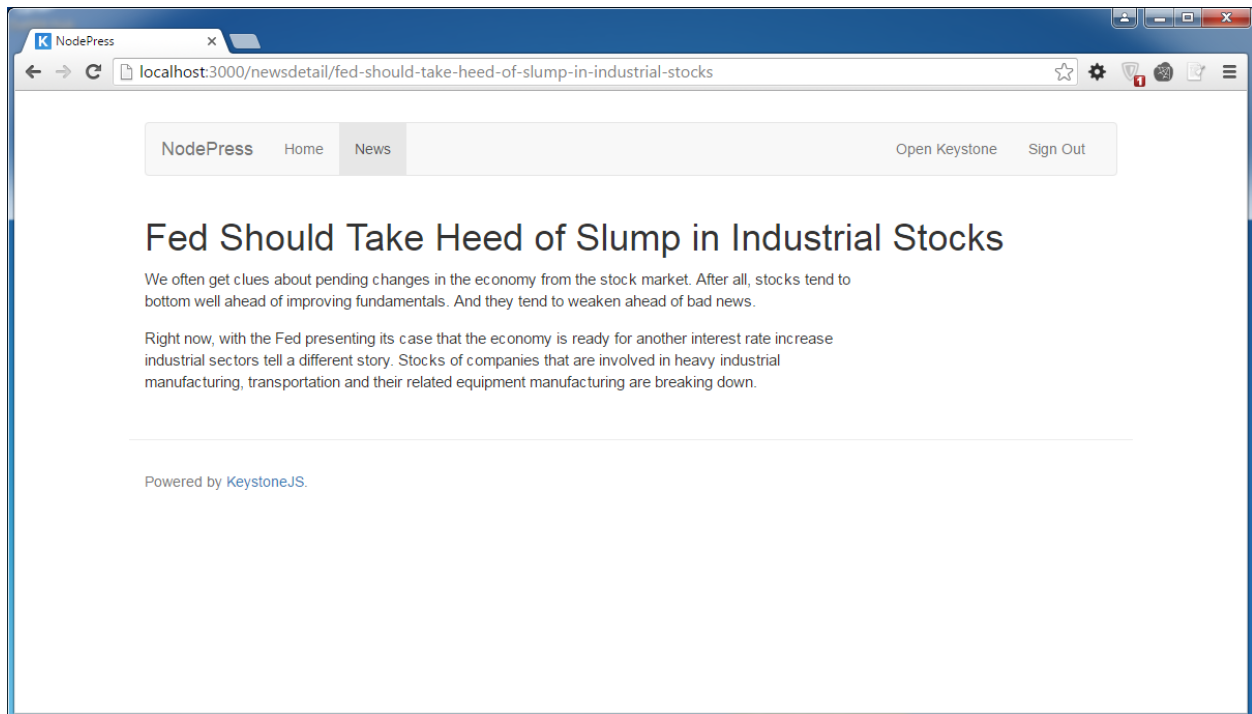 NodePress
localhost:3000/newsdetail/fed-should-take-heed-of-slump-in-industrial-stocks
1
NodePress Home News Open Keystone Sign Out
Fed Should Take Heed of Slump in Industrial Stocks
We often get clues about pending changes in the economy from the stock market. After all, stocks tend to
bottom well ahead of improving fundamentals. And they tend to weaken ahead of bad news.
Right now, with the Fed presenting its case that the economy is ready for another interest rate increase
industrial sectors tell a different story. Stocks of companies that are involved in heavy industrial
manufacturing, transportation and their related equipment manufacturing are breaking down.
Powered by KeystoneJS.